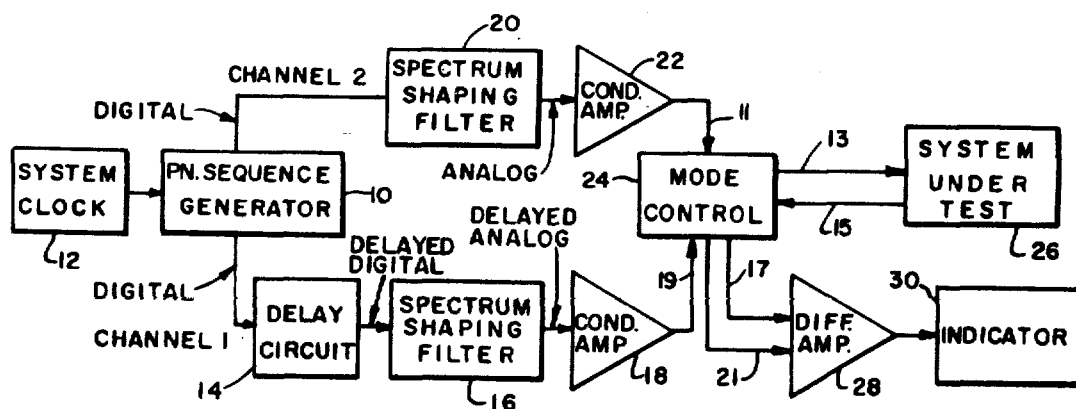 20
SPECTRUM
SHAPING
FILTER
CHANNEL 2
22
COND.
AMP.
DIGITAL
ANALOG
11
SYSTEM
CLOCK
12
PN. SEQUENCE
GENERATOR
10
24
MODE
CONTROL
13
15
SYSTEM
UNDER
TEST
26
DIGITAL
CHANNEL 1
DELAYED
DIGITAL
DELAYED
ANALOG
DELAY
CIRCUIT
14
SPECTRUM
SHAPING
FILTER
16
COND.
AMP
18
19
17
21
DIFF.
AMP.
28
30
INDICATOR